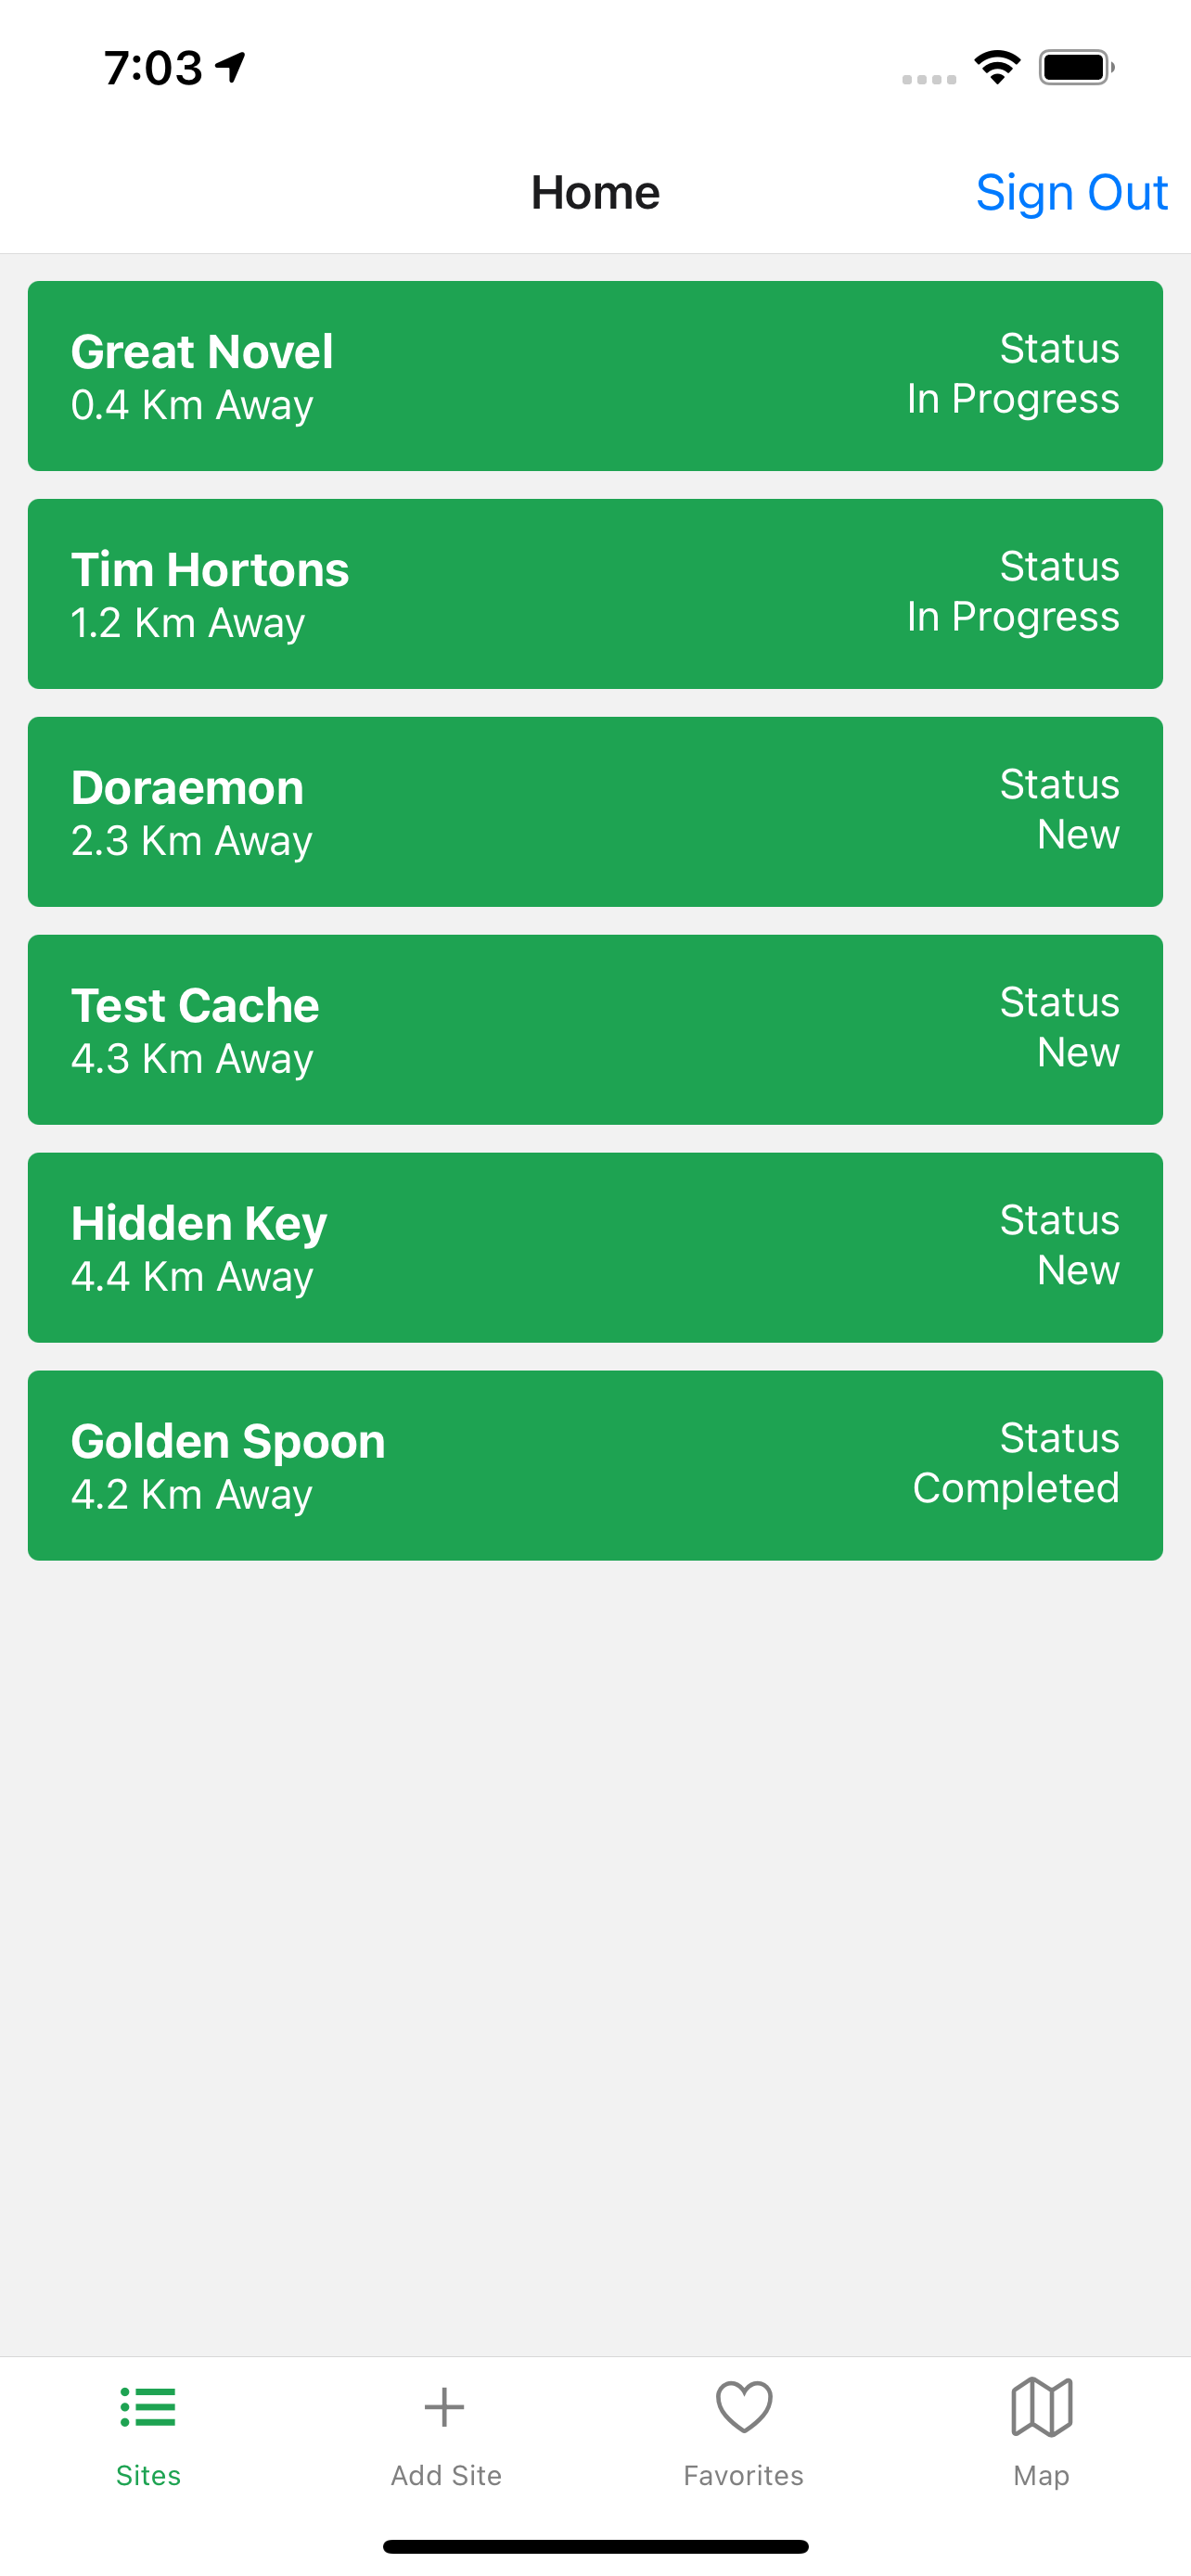 7:03
Home
Sign Out
Great Novel
0.4 Km Away
Status
In Progress
Tim Hortons
1.2 Km Away
Status
In Progress
Doraemon
2.3 Km Away
Status
New
Test Cache
4.3 Km Away
Status
New
Hidden Key
4.4 Km Away
Status
New
Golden Spoon
4.2 Km Away
Status
Completed
Sites
Add Site
Favorites
Map